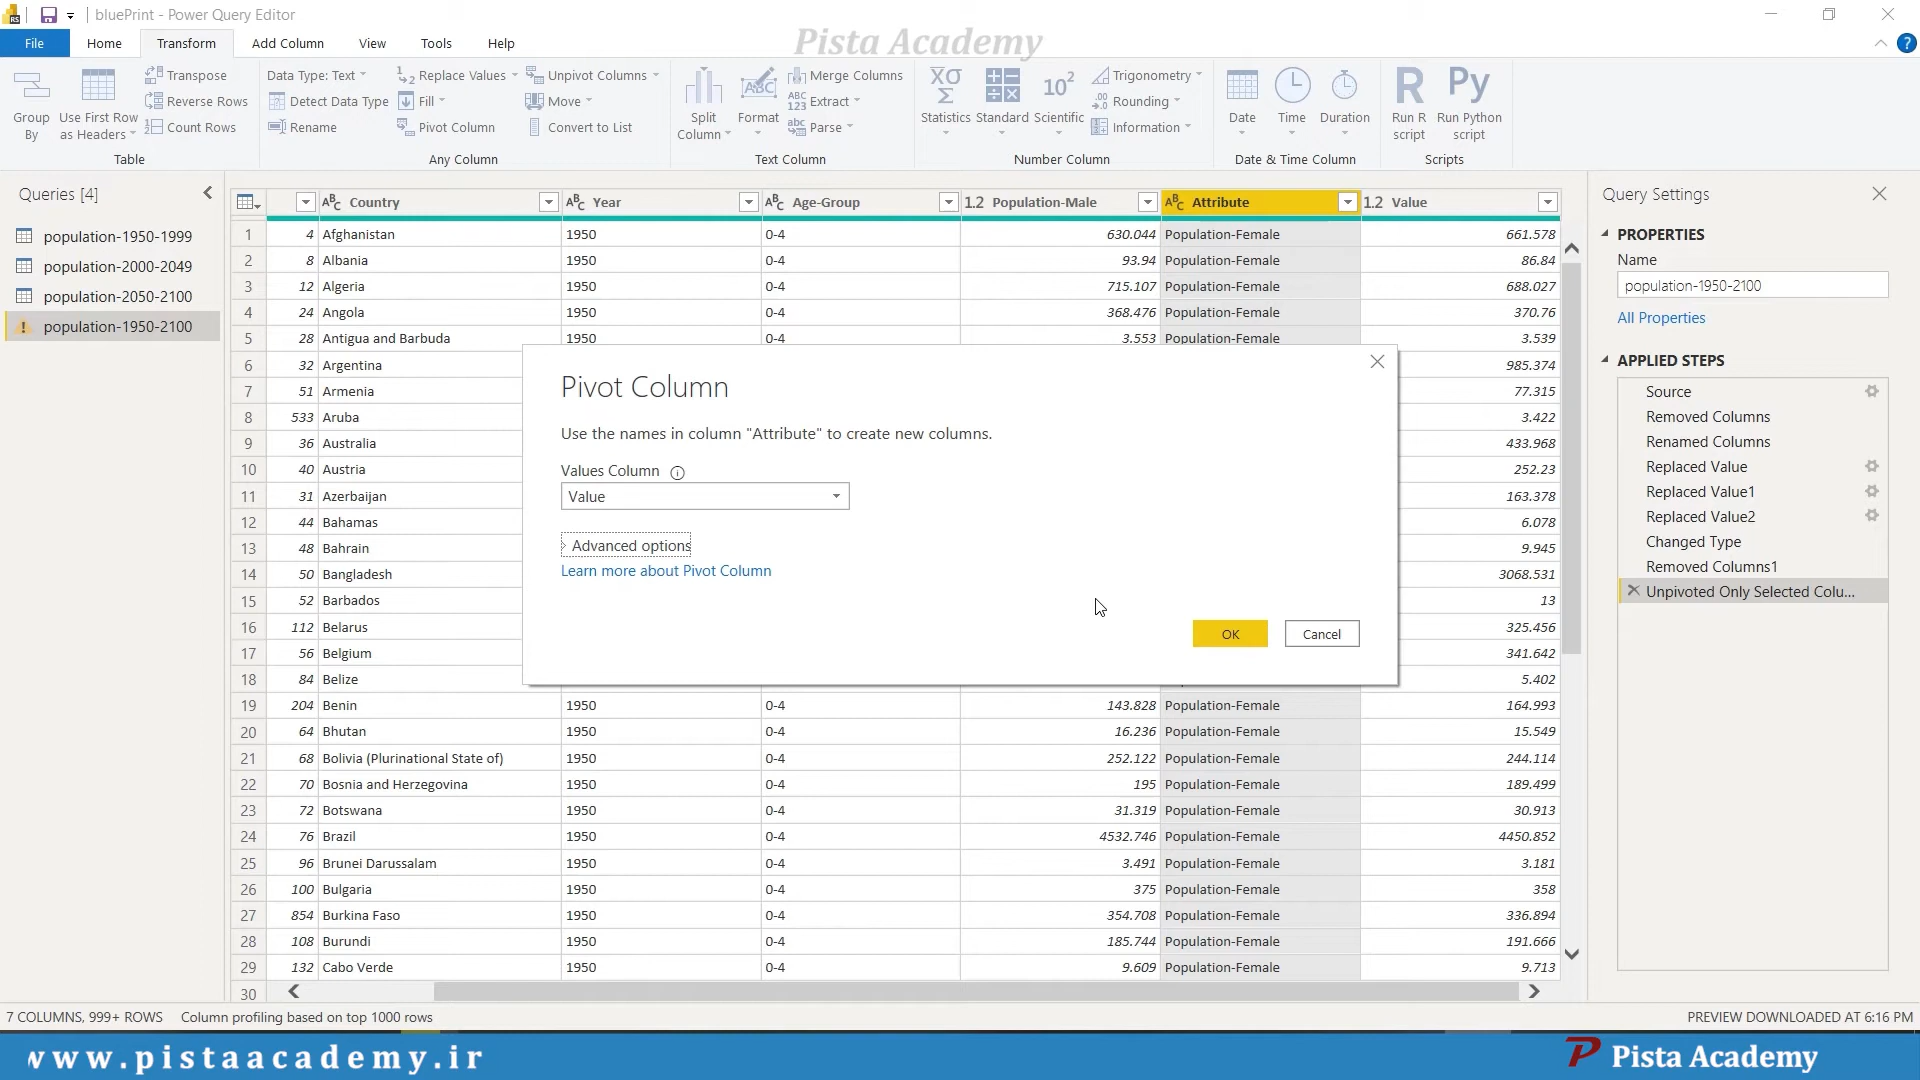 bluePrint - Power Query Editor
Pista Academy
File Home Transform Add Column View Tools Help
Group By
Use First Row as Headers
Transpose
Reverse Rows
Count Rows
Table
Data Type: Text
Detect Data Type
Rename
Replace Values
Fill
Pivot Column
Unpivot Columns
Move
Convert to List
Any Column
Split Column
Format
Merge Columns
Extract
Parse
Text Column
Statistics
Standard
Scientific
Trigonometry
Rounding
Information
Number Column
Date
Time
Duration
Date & Time Column
Run R script
Run Python script
Scripts
Queries [4]
population-1950-1999
population-2000-2049
population-2050-2100
population-1950-2100
Country Year Age-Group 1.2 Population-Male Attribute 1.2 Value
1 4 Afghanistan 1950 0-4 630.044 Population-Female 661.578
2 8 Albania 1950 0-4 93.94 Population-Female 86.84
3 12 Algeria 1950 0-4 715.107 Population-Female 688.027
4 24 Angola 1950 0-4 368.476 Population-Female 370.76
5 28 Antigua and Barbuda 1950 0-4 3.553 Population-Female 3.539
6 32 Argentina 985.374
7 51 Armenia 77.315
8 533 Aruba 3.422
9 36 Australia 433.968
10 40 Austria 252.23
11 31 Azerbaijan 163.378
12 44 Bahamas 6.078
13 48 Bahrain 9.945
14 50 Bangladesh 3068.531
15 52 Barbados 13
16 112 Belarus 325.456
17 56 Belgium 341.642
18 84 Belize 5.402
19 204 Benin 1950 0-4 143.828 Population-Female 164.993
20 64 Bhutan 1950 0-4 16.236 Population-Female 15.549
21 68 Bolivia (Plurinational State of) 1950 0-4 252.122 Population-Female 244.114
22 70 Bosnia and Herzegovina 1950 0-4 195 Population-Female 189.499
23 72 Botswana 1950 0-4 31.319 Population-Female 30.913
24 76 Brazil 1950 0-4 4532.746 Population-Female 4450.852
25 96 Brunei Darussalam 1950 0-4 3.491 Population-Female 3.181
26 100 Bulgaria 1950 0-4 375 Population-Female 358
27 854 Burkina Faso 1950 0-4 354.708 Population-Female 336.894
28 108 Burundi 1950 0-4 185.744 Population-Female 191.666
29 132 Cabo Verde 1950 0-4 9.609 Population-Female 9.713
30
Pivot Column
Use the names in column "Attribute" to create new columns.
Values Column
Value
Advanced options
Learn more about Pivot Column
OK
Cancel
Query Settings
PROPERTIES
Name
population-1950-2100
All Properties
APPLIED STEPS
Source
Removed Columns
Renamed Columns
Replaced Value
Replaced Value1
Replaced Value2
Changed Type
Removed Columns1
Unpivoted Only Selected Colu...
7 COLUMNS, 999+ ROWS Column profiling based on top 1000 rows
PREVIEW DOWNLOADED AT 6:16 PM
www.pistaacademy.ir
Pista Academy